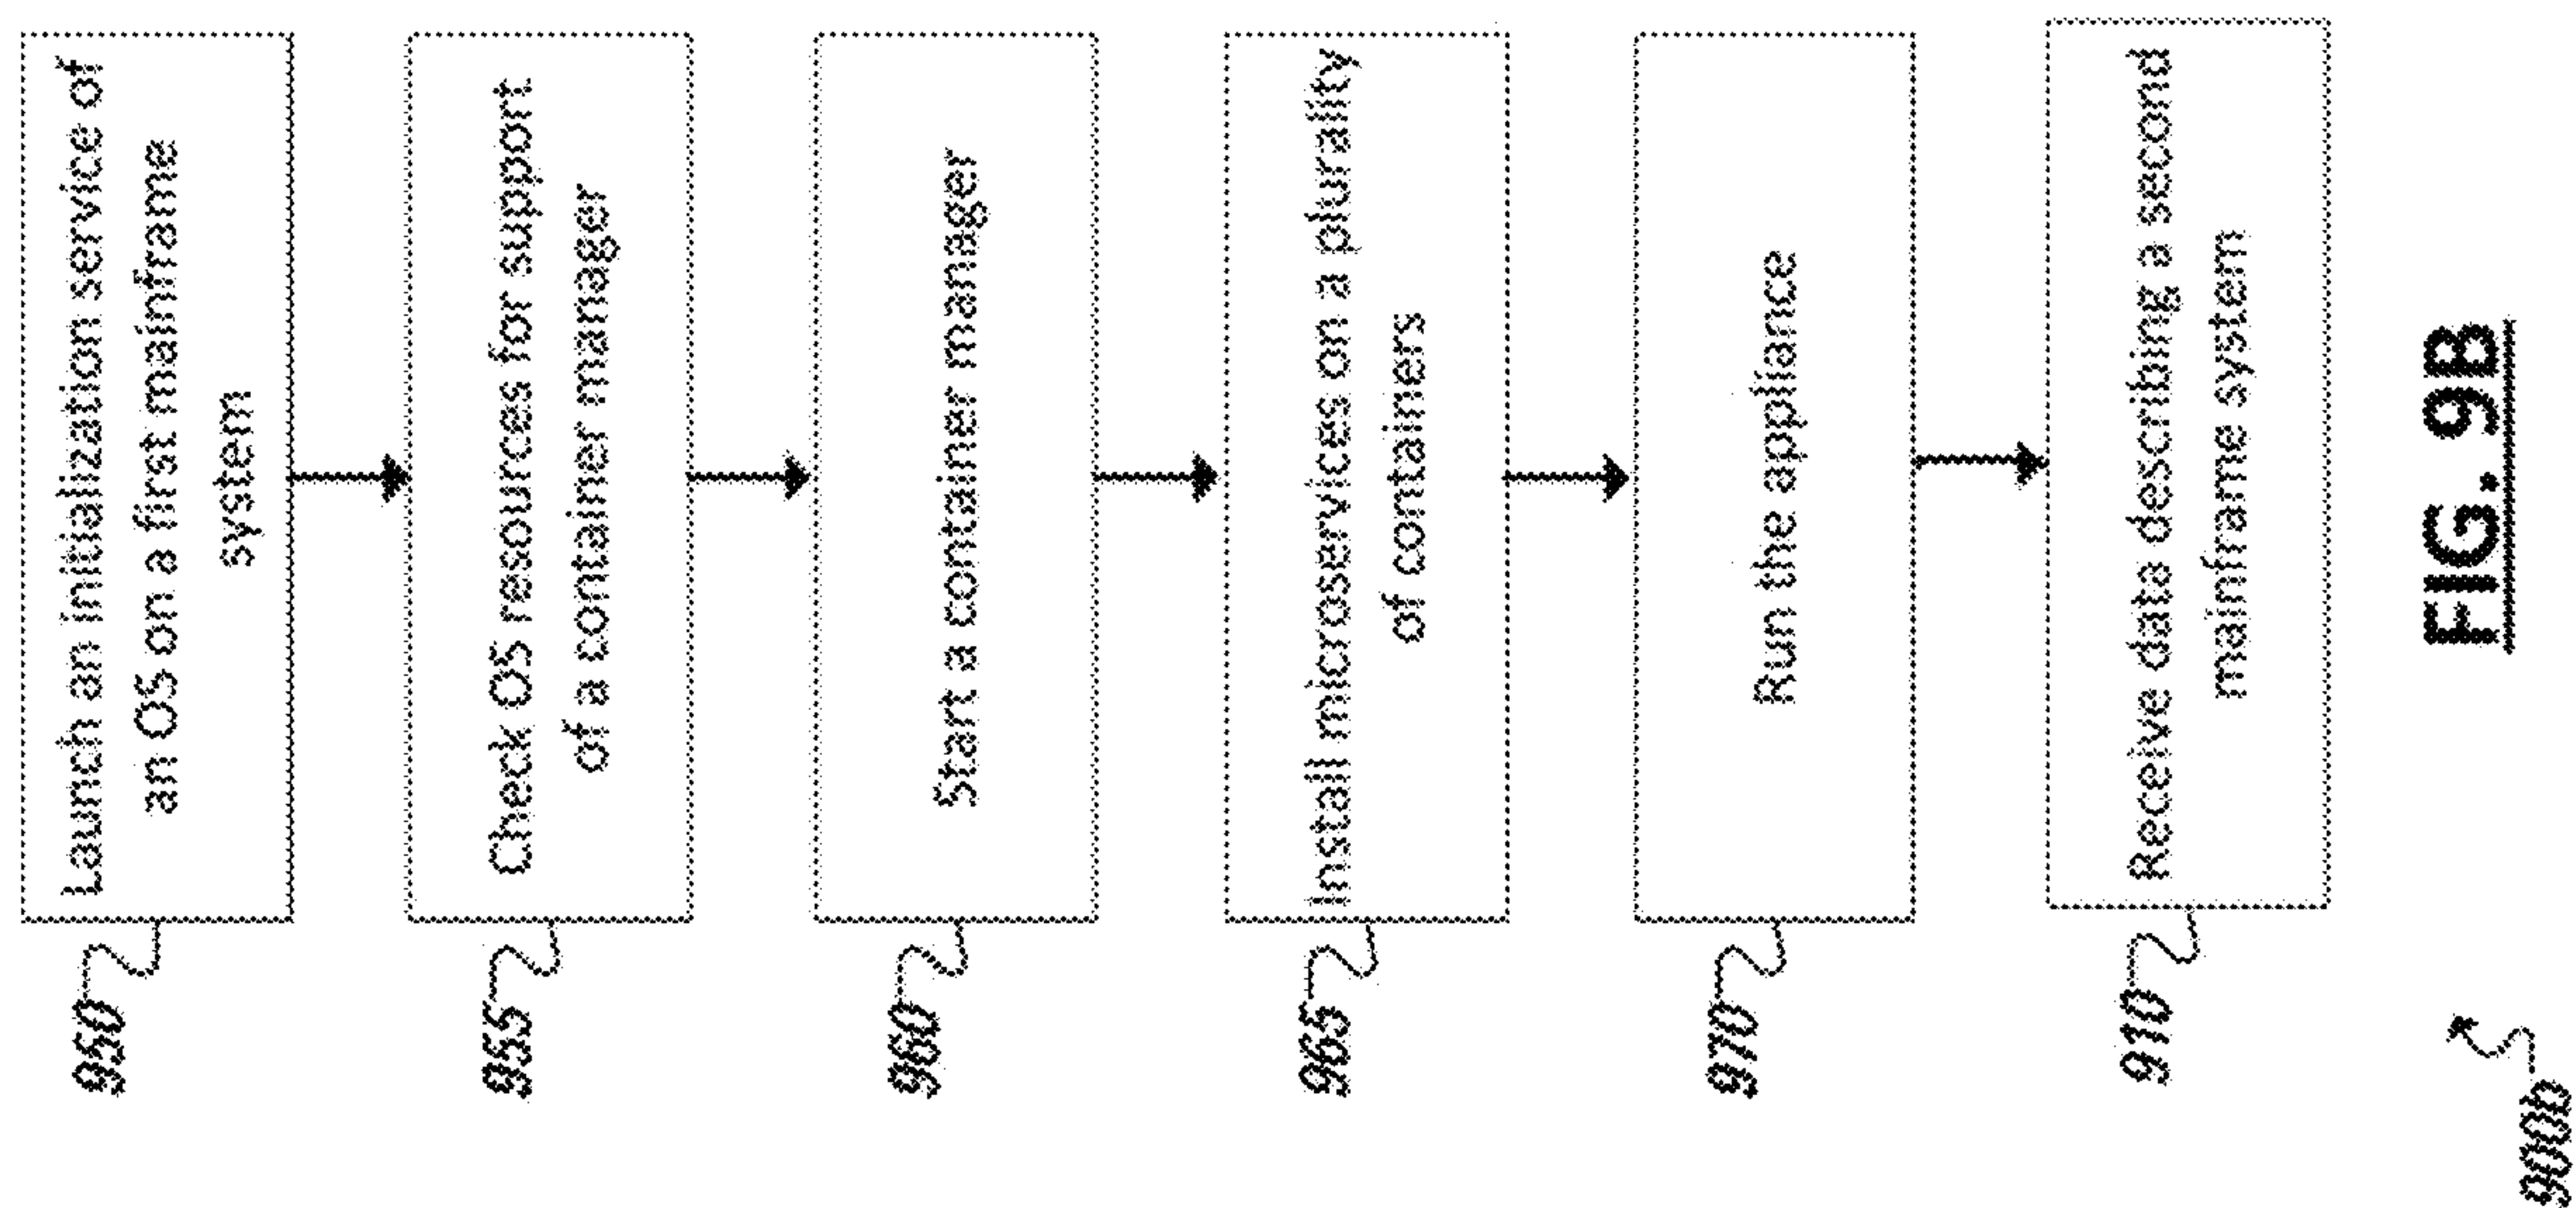 950
Launch an initialization service of
an OS on a first mainframe
system
955
Check OS resources for support
of a container manager
960
Start a container manager
965
Install microservices on a plurality
of containers
970
Run the appliance
910
Receive data describing a second
mainframe system
900b
FIG. 9B